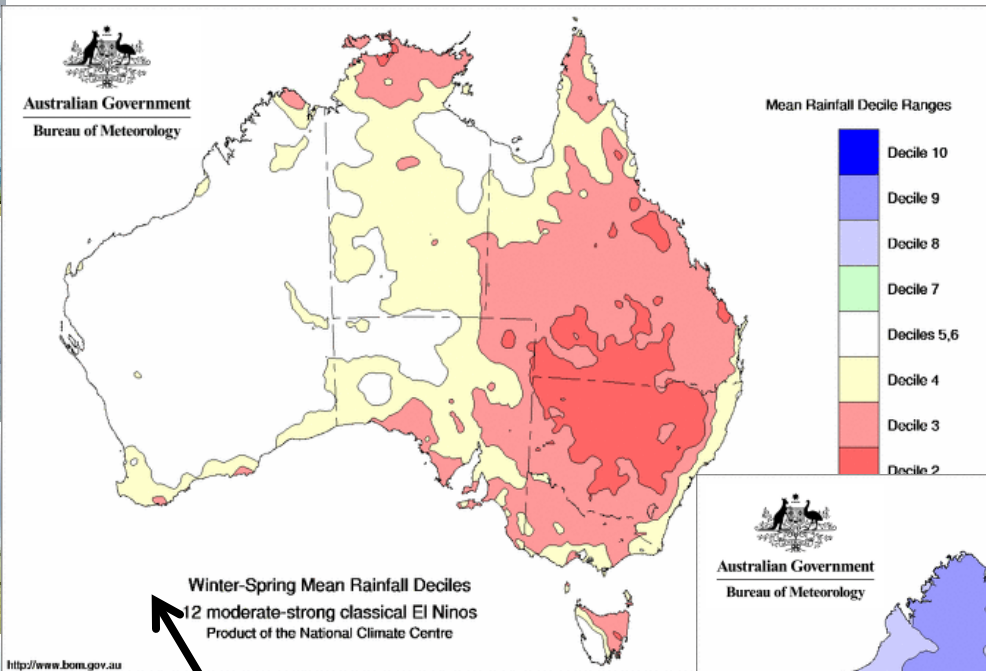 Australian Government
Bureau of Meteorology
Mean Rainfall Decile Ranges
Decile 10
Decile 9
Decile 8
Decile 7
Deciles 5,6
Decile 4
Decile 3
Decile 2
Winter-Spring Mean Rainfall Deciles
12 moderate-strong classical El Ninos
Product of the National Climate Centre
http://www.bom.gov.au
Australian Government
Bureau of Meteorology